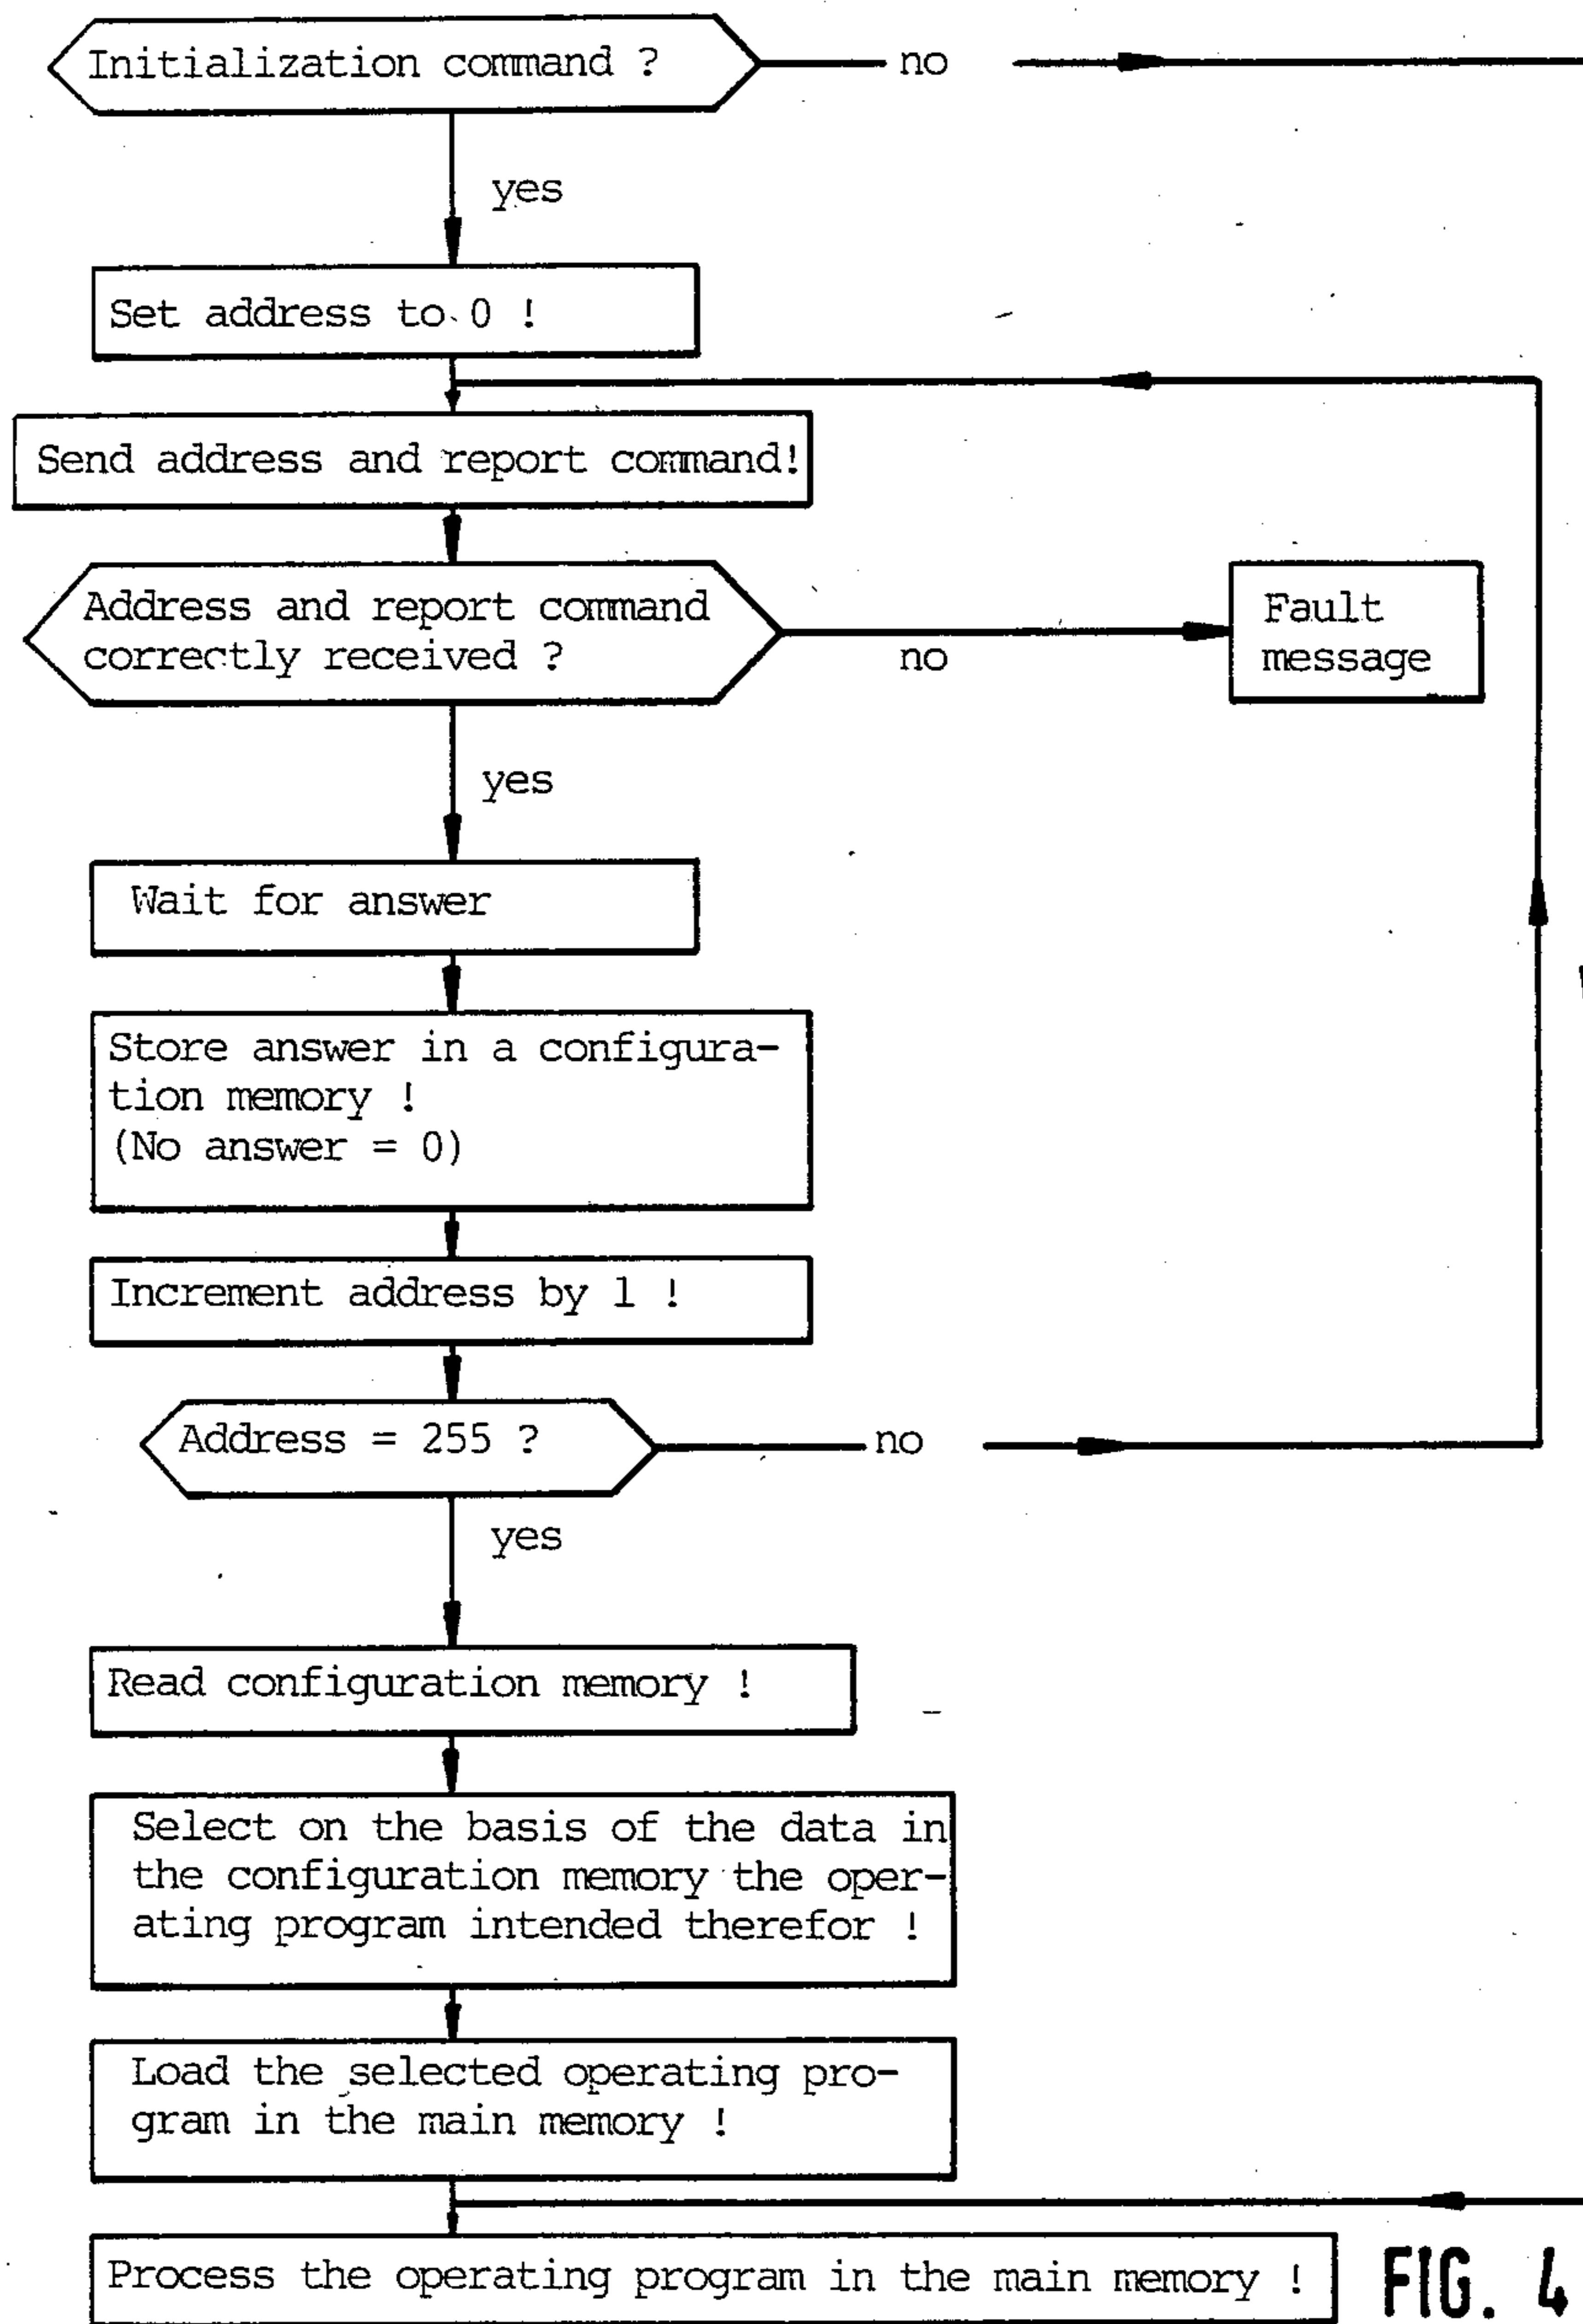 Initialization command ?
no
yes
Set address to 0 !
Send address and report command!
Address and report command
correctly received ?
no
Fault
message
yes
Wait for answer
Store answer in a configura-
tion memory !
(No answer = 0)
Increment address by 1 !
Address = 255 ?
no
yes
Read configuration memory !
Select on the basis of the data in
the configuration memory the oper-
ating program intended therefor !
Load the selected operating pro-
gram in the main memory !
Process the operating program in the main memory !
FIG. 4